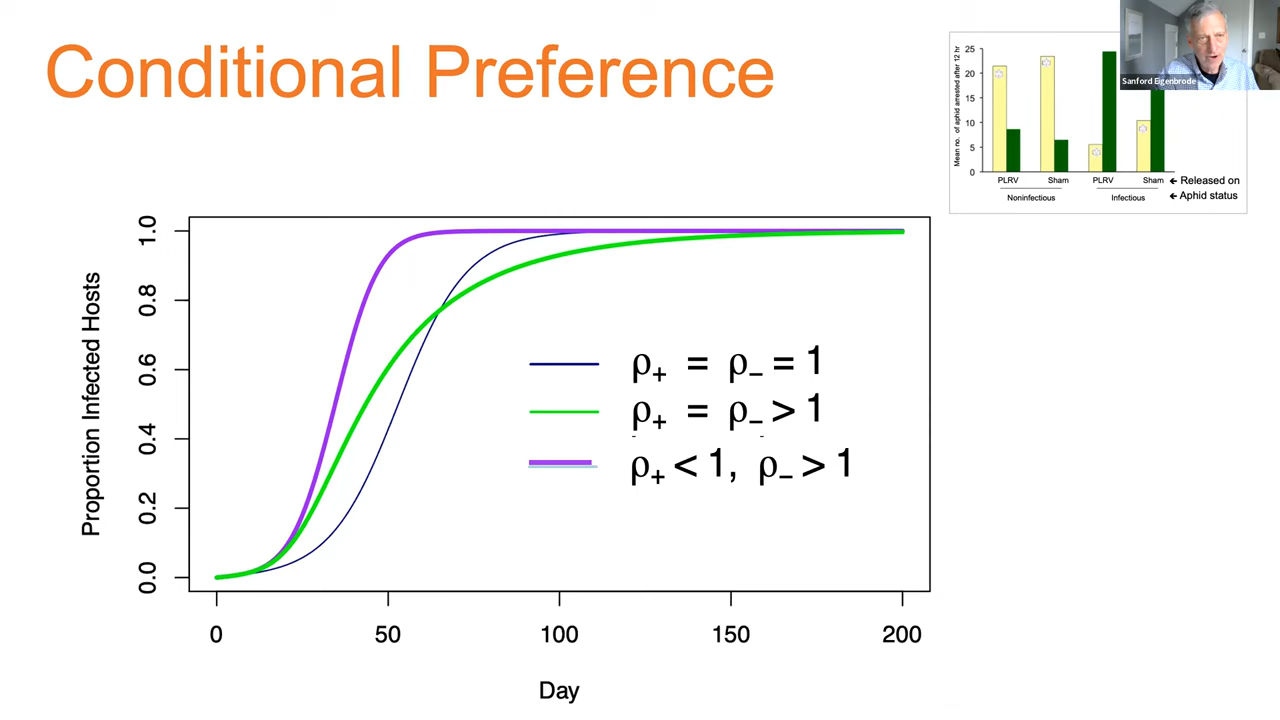 Conditional Preference
Sanford Eigenbrode
Mean no. of aphid arrested after 12 hr
25
20
15
10
5
0
PLRV Sham PLRV Sham
← Released on
Noninfectious Infectious
← Aphid status
Proportion Infected Hosts
1.0
0.8
0.6
0.4
0.2
0.0
ρ+ = ρ− = 1
ρ+ = ρ− > 1
ρ+ < 1, ρ− > 1
0 50 100 150 200
Day